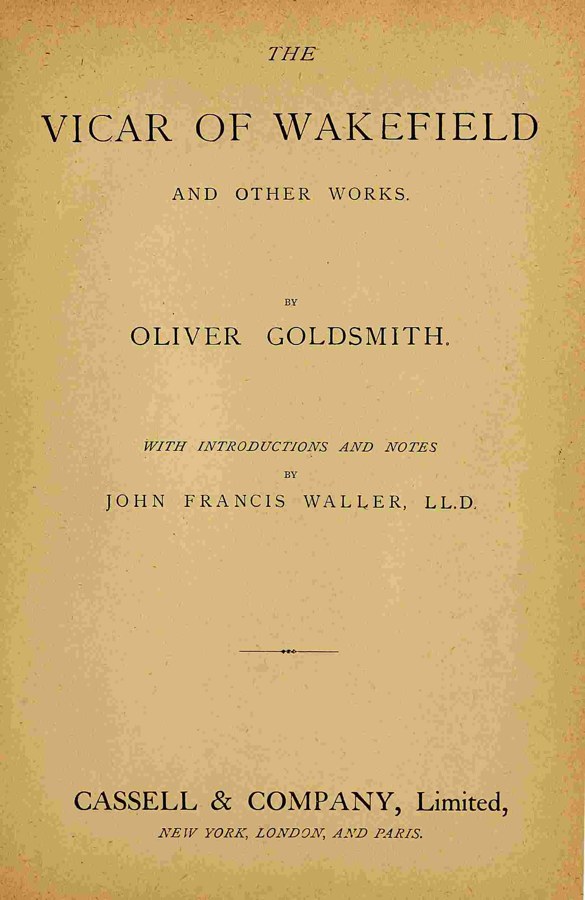 THE
VICAR OF WAKEFIELD
AND OTHER WORKS.
BY
OLIVER GOLDSMITH.
WITH INTRODUCTIONS AND NOTES
BY
JOHN FRANCIS WALLER, LL.D.
CASSELL & COMPANY, Limited,
NEW YORK, LONDON, AND PARIS.